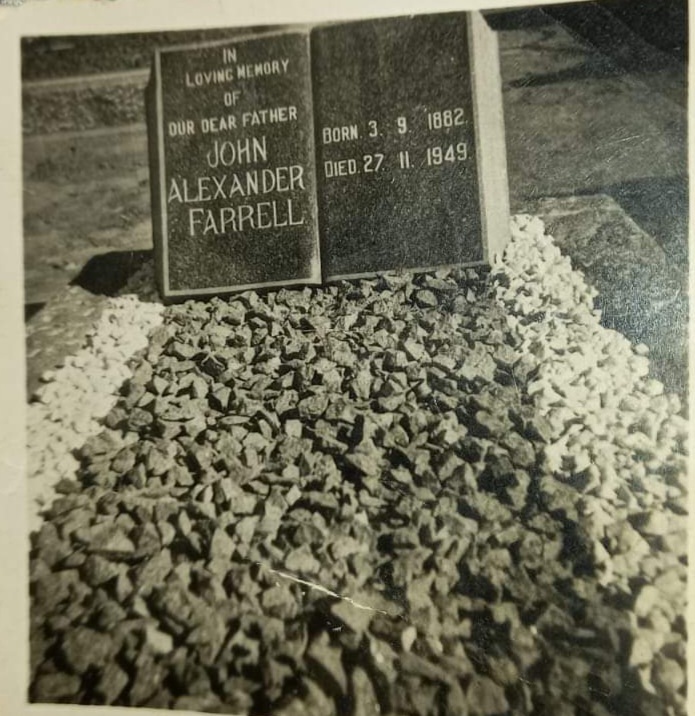 IN
LOVING MEMORY
OF
OUR DEAR FATHER
JOHN
ALEXANDER
FARRELL
BORN. 3. 9. 1882.
DIED. 27. 11. 1949.